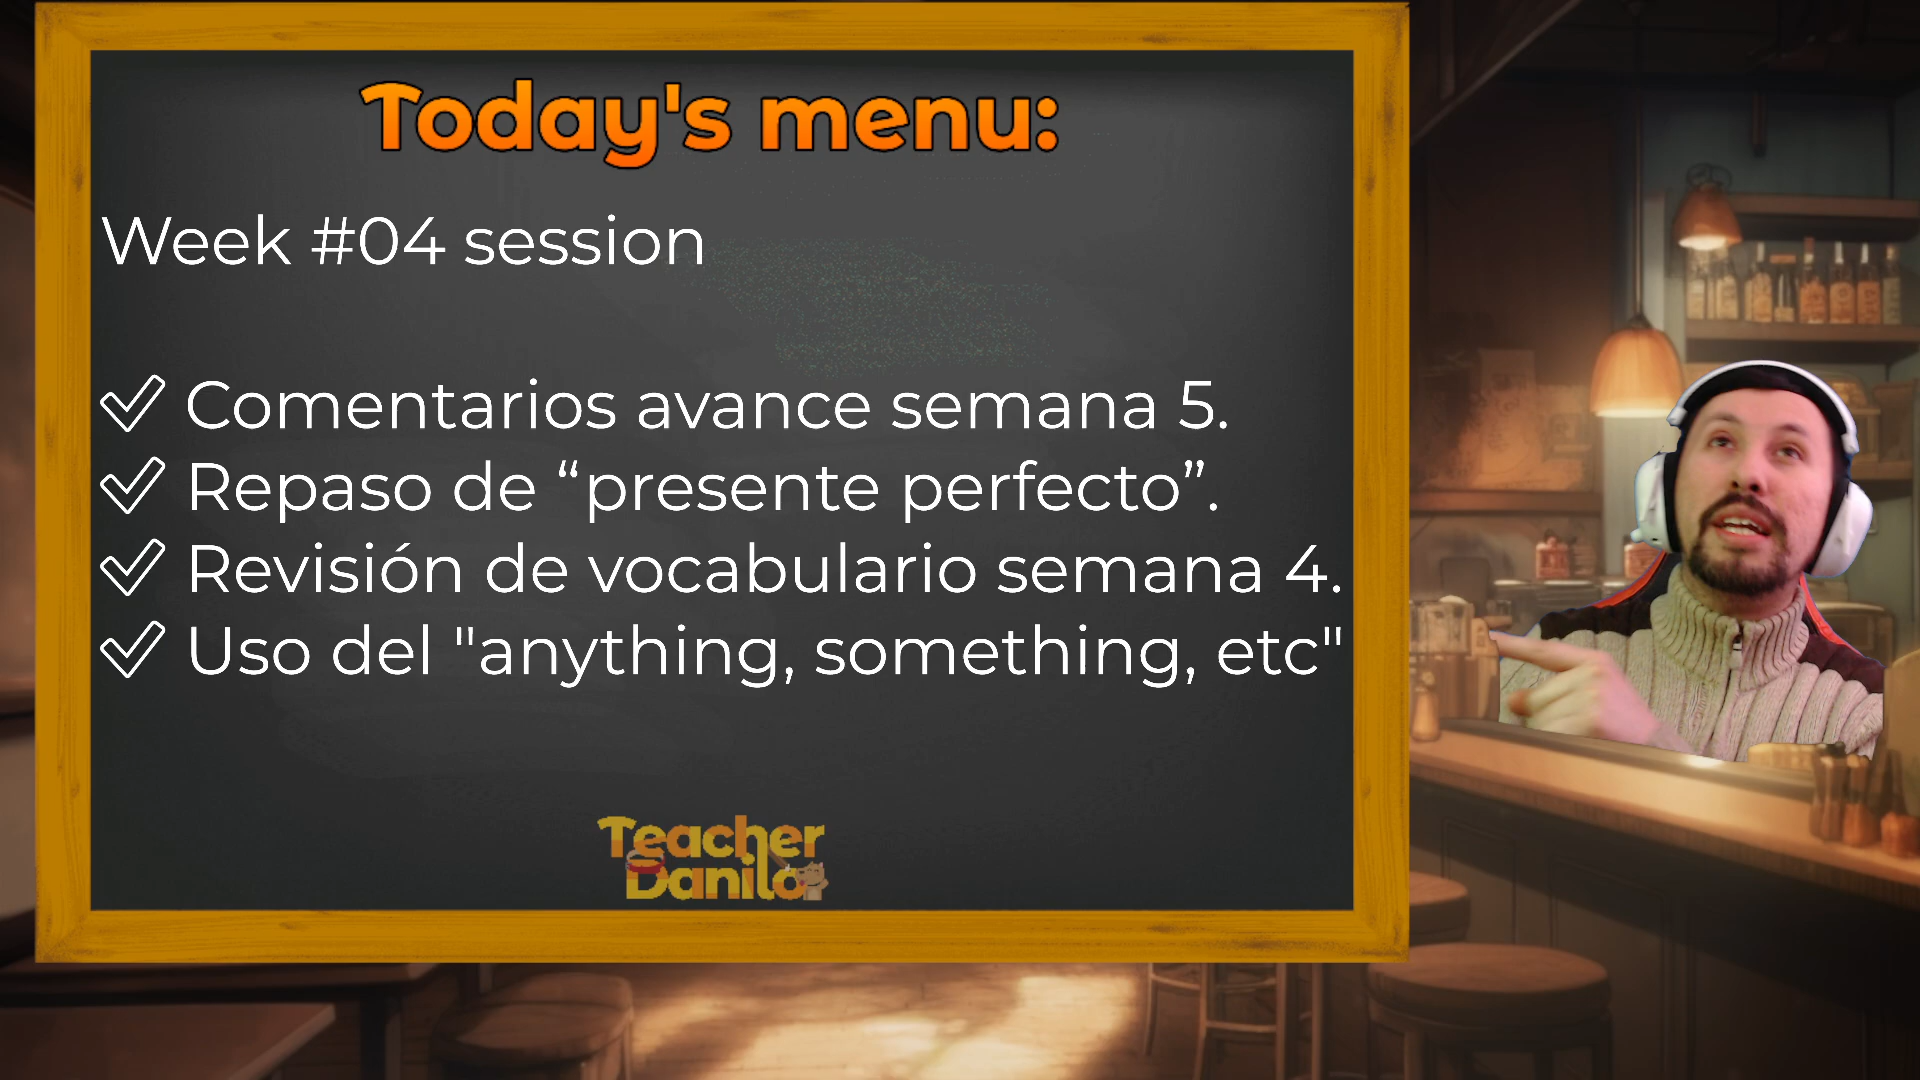 Today's menu:
Week #04 session
Comentarios avance semana 5.
Repaso de “presente perfecto”.
Revisión de vocabulario semana 4.
Uso del "anything, something, etc"
Teacher
Danilo